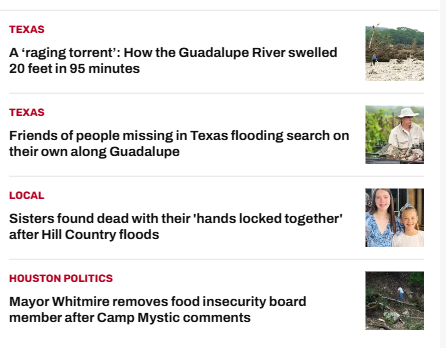 TEXAS
A ‘raging torrent’: How the Guadalupe River swelled
20 feet in 95 minutes
TEXAS
Friends of people missing in Texas flooding search on
their own along Guadalupe
LOCAL
Sisters found dead with their 'hands locked together'
after Hill Country floods
HOUSTON POLITICS
Mayor Whitmire removes food insecurity board
member after Camp Mystic comments